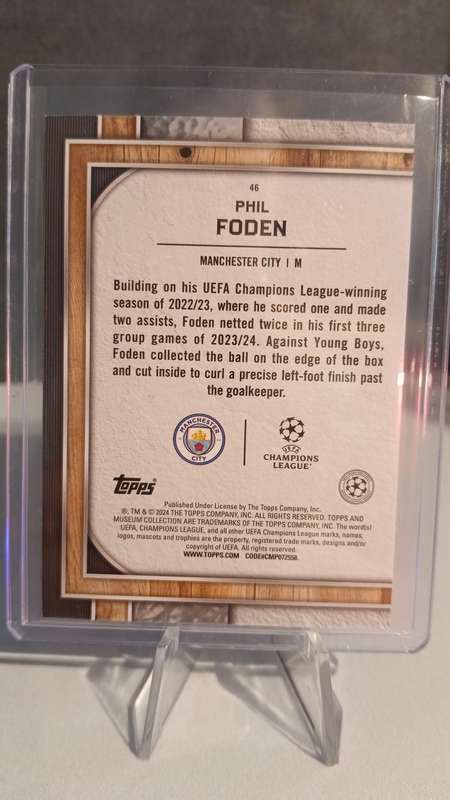 46
PHIL
FODEN
MANCHESTER CITY | M
Building on his UEFA Champions League-winning
season of 2022/23, where he scored one and made
two assists, Foden netted twice in his first three
group games of 2023/24. Against Young Boys,
Foden collected the ball on the edge of the box
and cut inside to curl a precise left-foot finish past
the goalkeeper.
MANCHESTER
CITY
UEFA
CHAMPIONS
LEAGUE
Topps
Published Under License by The Topps Company, Inc.
®, TM & © 2024 THE TOPPS COMPANY, INC. ALL RIGHTS RESERVED. TOPPS AND
MUSEUM COLLECTION ARE TRADEMARKS OF THE TOPPS COMPANY, INC. The word(s)
UEFA, CHAMPIONS LEAGUE, and all other UEFA Champions League marks, names,
logos, mascots and trophies are the property, registered trade marks, designs and/or
copyright of UEFA. All rights reserved.
WWW.TOPPS.COM CODE#CMP072558.